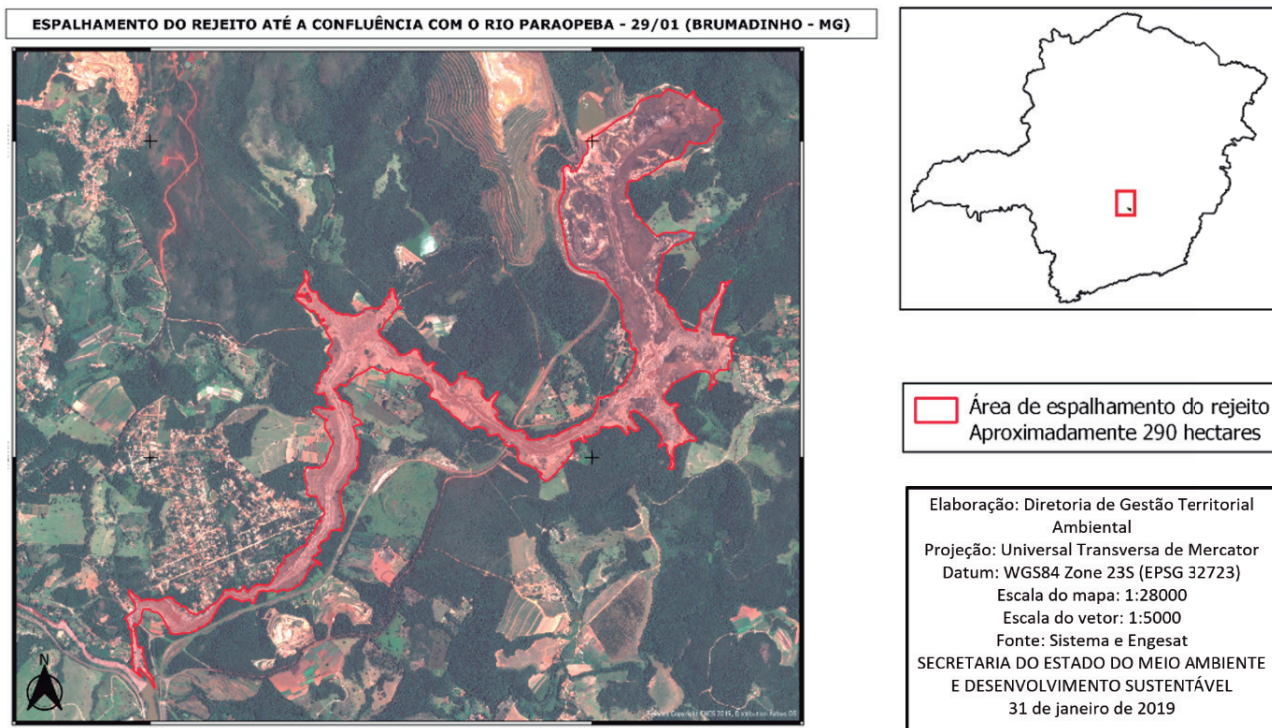 ESPALHAMENTO DO REJEITO ATÉ A CONFLUÊNCIA COM O RIO PARAOPEBA - 29/01 (BRUMADINHO - MG)
N
Área de espalhamento do rejeito
Aproximadamente 290 hectares
Elaboração: Diretoria de Gestão Territorial
Ambiental
Projeção: Universal Transversa de Mercator
Datum: WGS84 Zone 23S (EPSG 32723)
Escala do mapa: 1:28000
Escala do vetor: 1:5000
Fonte: Sistema e Engesat
SECRETARIA DO ESTADO DO MEIO AMBIENTE
E DESENVOLVIMENTO SUSTENTÁVEL
31 de janeiro de 2019